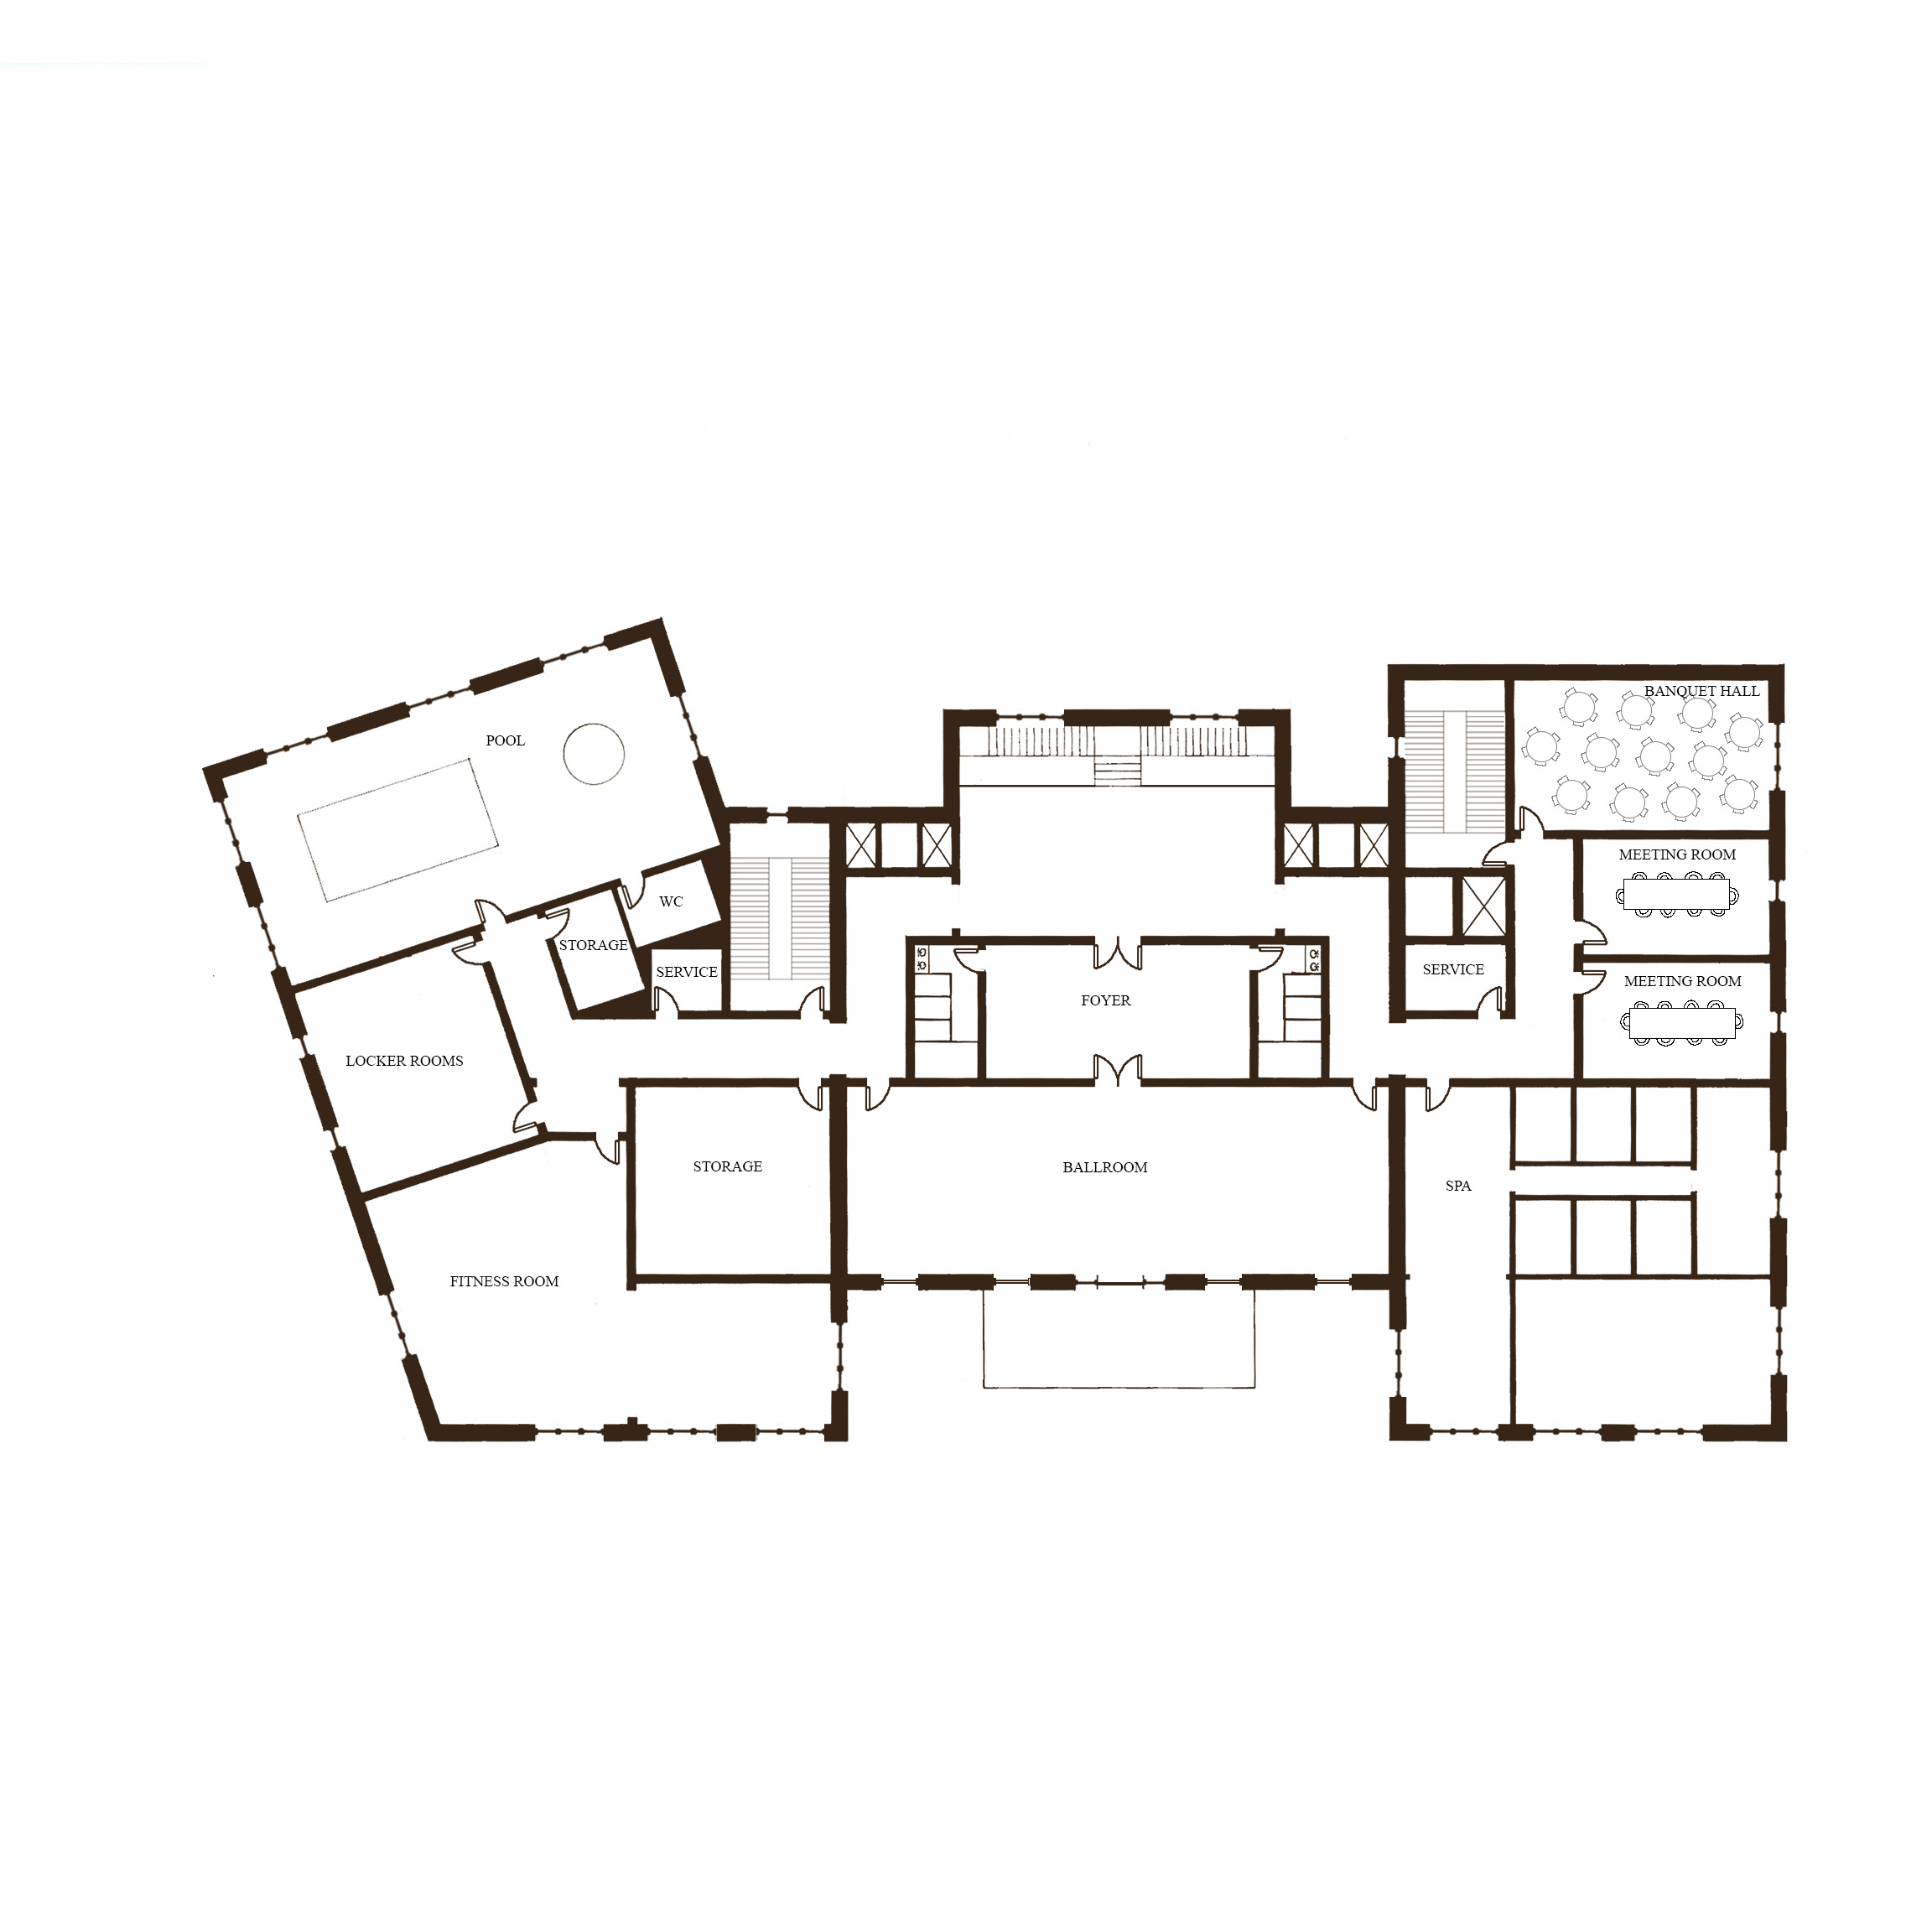 BANQUET HALL
POOL
MEETING ROOM
WC
STORAGE
SERVICE
SERVICE
MEETING ROOM
FOYER
LOCKER ROOMS
STORAGE
BALLROOM
SPA
FITNESS ROOM